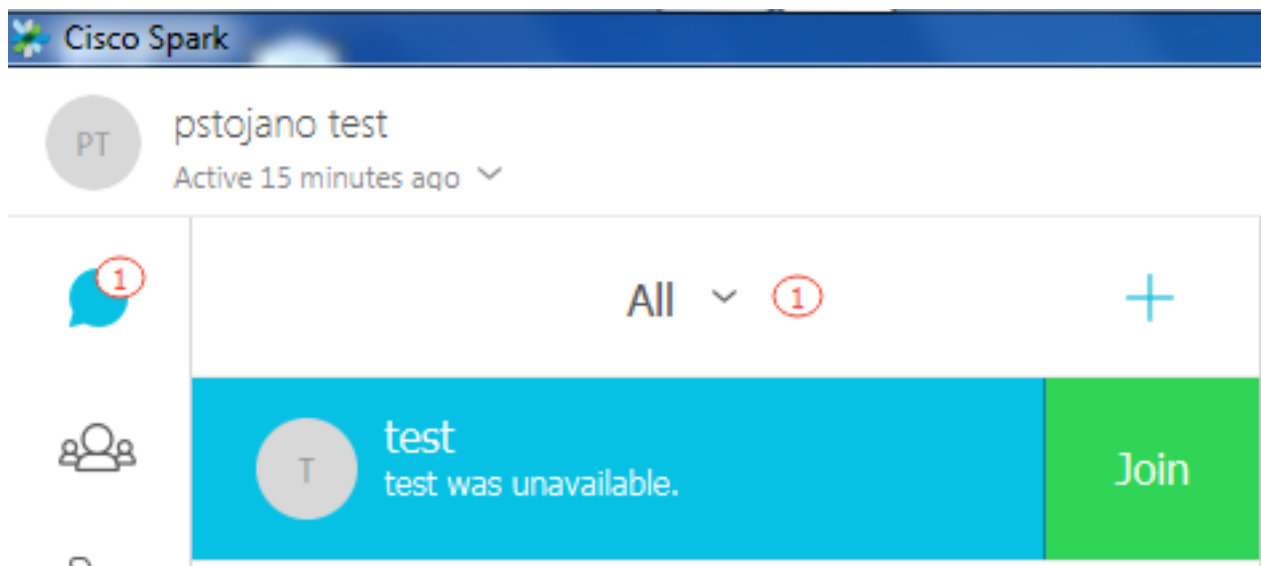 Cisco Spark
PT
pstojano test
Active 15 minutes ago
1
All
1
T
test
test was unavailable.
Join